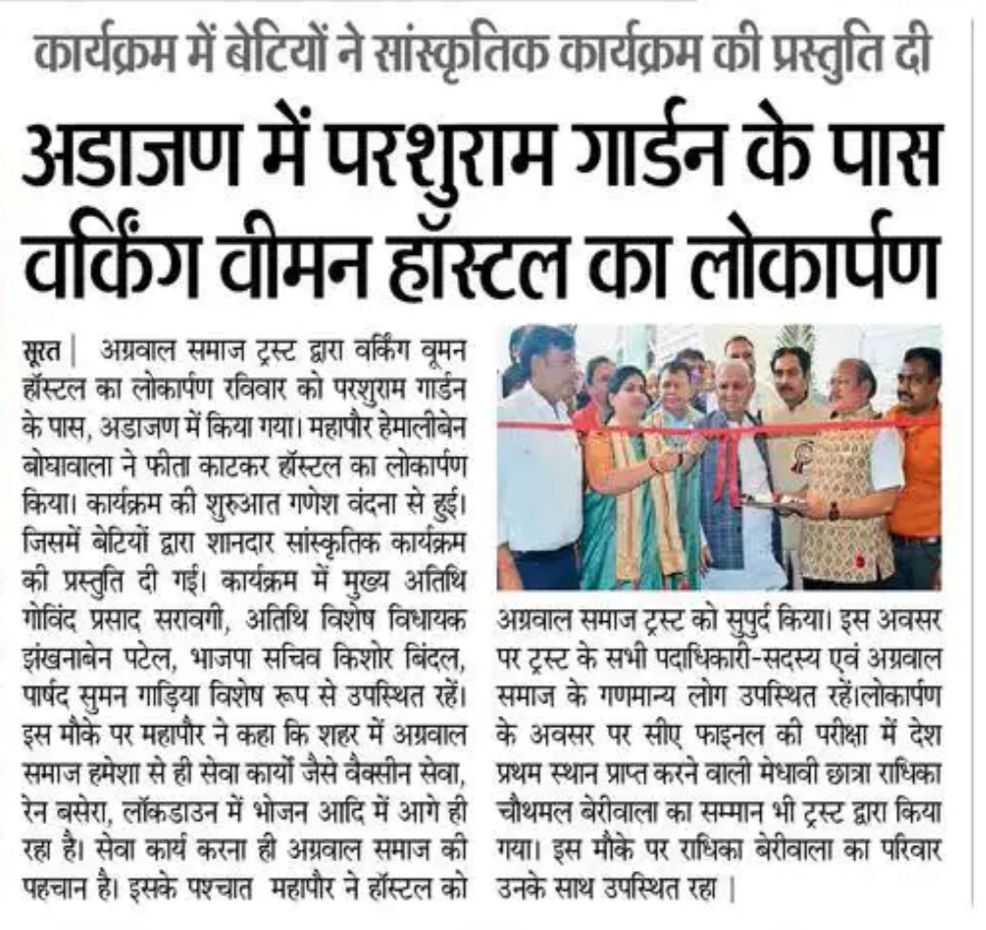 कार्यक्रम में बेटियों ने सांस्कृतिक कार्यक्रम की प्रस्तुति दी
अडाजण में परशुराम गार्डन के पास
वर्किंग वीमन हॉस्टल का लोकार्पण
सूरत | अग्रवाल समाज ट्रस्ट द्वारा वर्किंग वूमन
हॉस्टल का लोकार्पण रविवार को परशुराम गार्डन
के पास, अडाजण में किया गया। महापौर हेमालीबेन
बोघावाला ने फीता काटकर हॉस्टल का लोकार्पण
किया। कार्यक्रम की शुरुआत गणेश वंदना से हुई।
जिसमें बेटियों द्वारा शानदार सांस्कृतिक कार्यक्रम
की प्रस्तुति दी गई। कार्यक्रम में मुख्य अतिथि
गोविंद प्रसाद सरावगी, अतिथि विशेष विधायक
झंखनाबेन पटेल, भाजपा सचिव किशोर बिंदल,
पार्षद सुमन गाड़िया विशेष रूप से उपस्थित रहें।
इस मौके पर महापौर ने कहा कि शहर में अग्रवाल
समाज हमेशा से ही सेवा कार्यों जैसे वैक्सीन सेवा,
रेन बसेरा, लॉकडाउन में भोजन आदि में आगे ही
रहा है। सेवा कार्य करना ही अग्रवाल समाज की
पहचान है। इसके पश्चात महापौर ने हॉस्टल को
अग्रवाल समाज ट्रस्ट को सुपुर्द किया। इस अवसर
पर ट्रस्ट के सभी पदाधिकारी-सदस्य एवं अग्रवाल
समाज के गणमान्य लोग उपस्थित रहें।लोकार्पण
के अवसर पर सीए फाइनल की परीक्षा में देश
प्रथम स्थान प्राप्त करने वाली मेधावी छात्रा राधिका
चौथमल बेरीवाला का सम्मान भी ट्रस्ट द्वारा किया
गया। इस मौके पर राधिका बेरीवाला का परिवार
उनके साथ उपस्थित रहा |